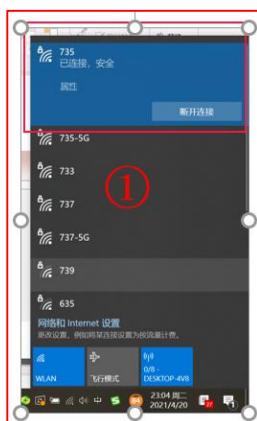 735
已连接，安全
属性
断开连接
735-5G
733
①
737
737-5G
739
635
网络和 Internet 设置
更改设置，例如将某连接设置为按流量计费。
WLAN
飞行模式
0/8 -
DESKTOP-4V8
中
84
23:04 周二
2021/4/20